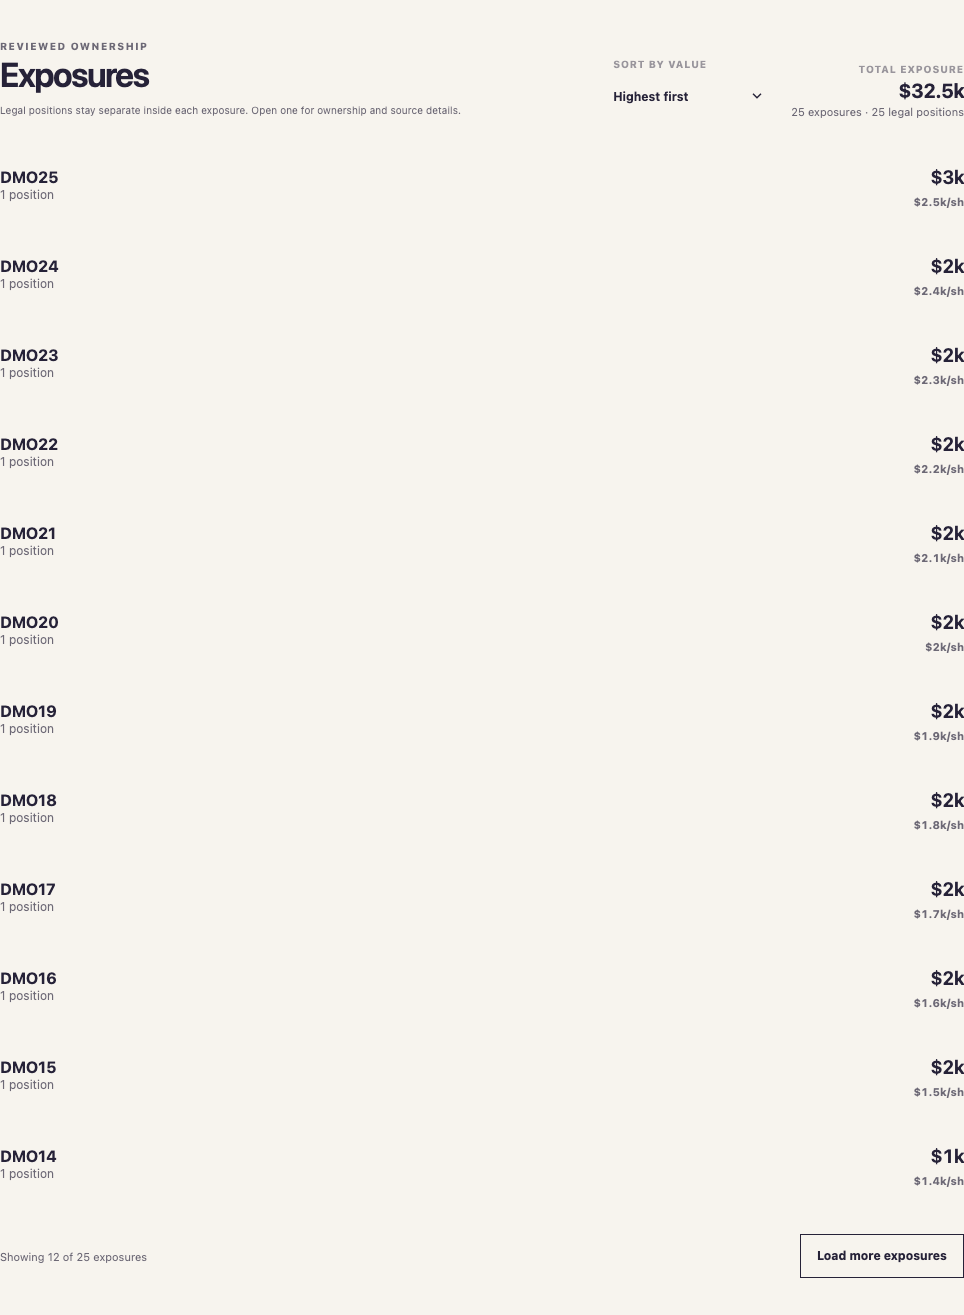 REVIEWED OWNERSHIP
Exposures
Legal positions stay separate inside each exposure. Open one for ownership and source details.
SORT BY VALUE
Highest first
TOTAL EXPOSURE
$32.5k
25 exposures · 25 legal positions
DMO25
1 position
$3k
$2.5k/sh
DMO24
1 position
$2k
$2.4k/sh
DMO23
1 position
$2k
$2.3k/sh
DMO22
1 position
$2k
$2.2k/sh
DMO21
1 position
$2k
$2.1k/sh
DMO20
1 position
$2k
$2k/sh
DMO19
1 position
$2k
$1.9k/sh
DMO18
1 position
$2k
$1.8k/sh
DMO17
1 position
$2k
$1.7k/sh
DMO16
1 position
$2k
$1.6k/sh
DMO15
1 position
$2k
$1.5k/sh
DMO14
1 position
$1k
$1.4k/sh
Showing 12 of 25 exposures
Load more exposures